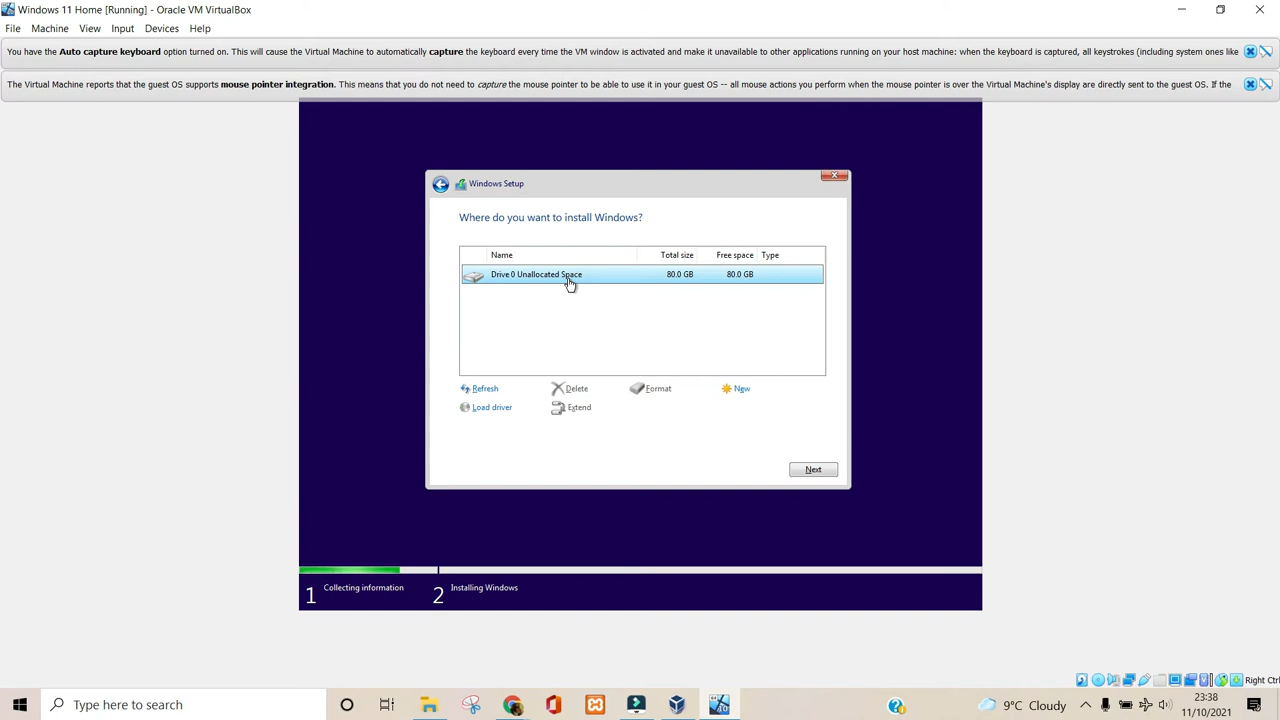 Windows 11 Home [Running] - Oracle VM VirtualBox
File Machine View Input Devices Help
You have the Auto capture keyboard option turned on. This will cause the Virtual Machine to automatically capture the keyboard every time the VM window is activated and make it unavailable to other applications running on your host machine: when the keyboard is captured, all keystrokes (including system ones like
The Virtual Machine reports that the guest OS supports mouse pointer integration. This means that you do not need to capture the mouse pointer to be able to use it in your guest OS -- all mouse actions you perform when the mouse pointer is over the Virtual Machine's display are directly sent to the guest OS. If the
Windows Setup
Where do you want to install Windows?
Name Total size Free space Type
Drive 0 Unallocated Space 80.0 GB 80.0 GB
Refresh Delete Format New
Load driver Extend
Next
1 Collecting information 2 Installing Windows
Right Ctrl
Type here to search
9°C Cloudy
23:38
11/10/2021